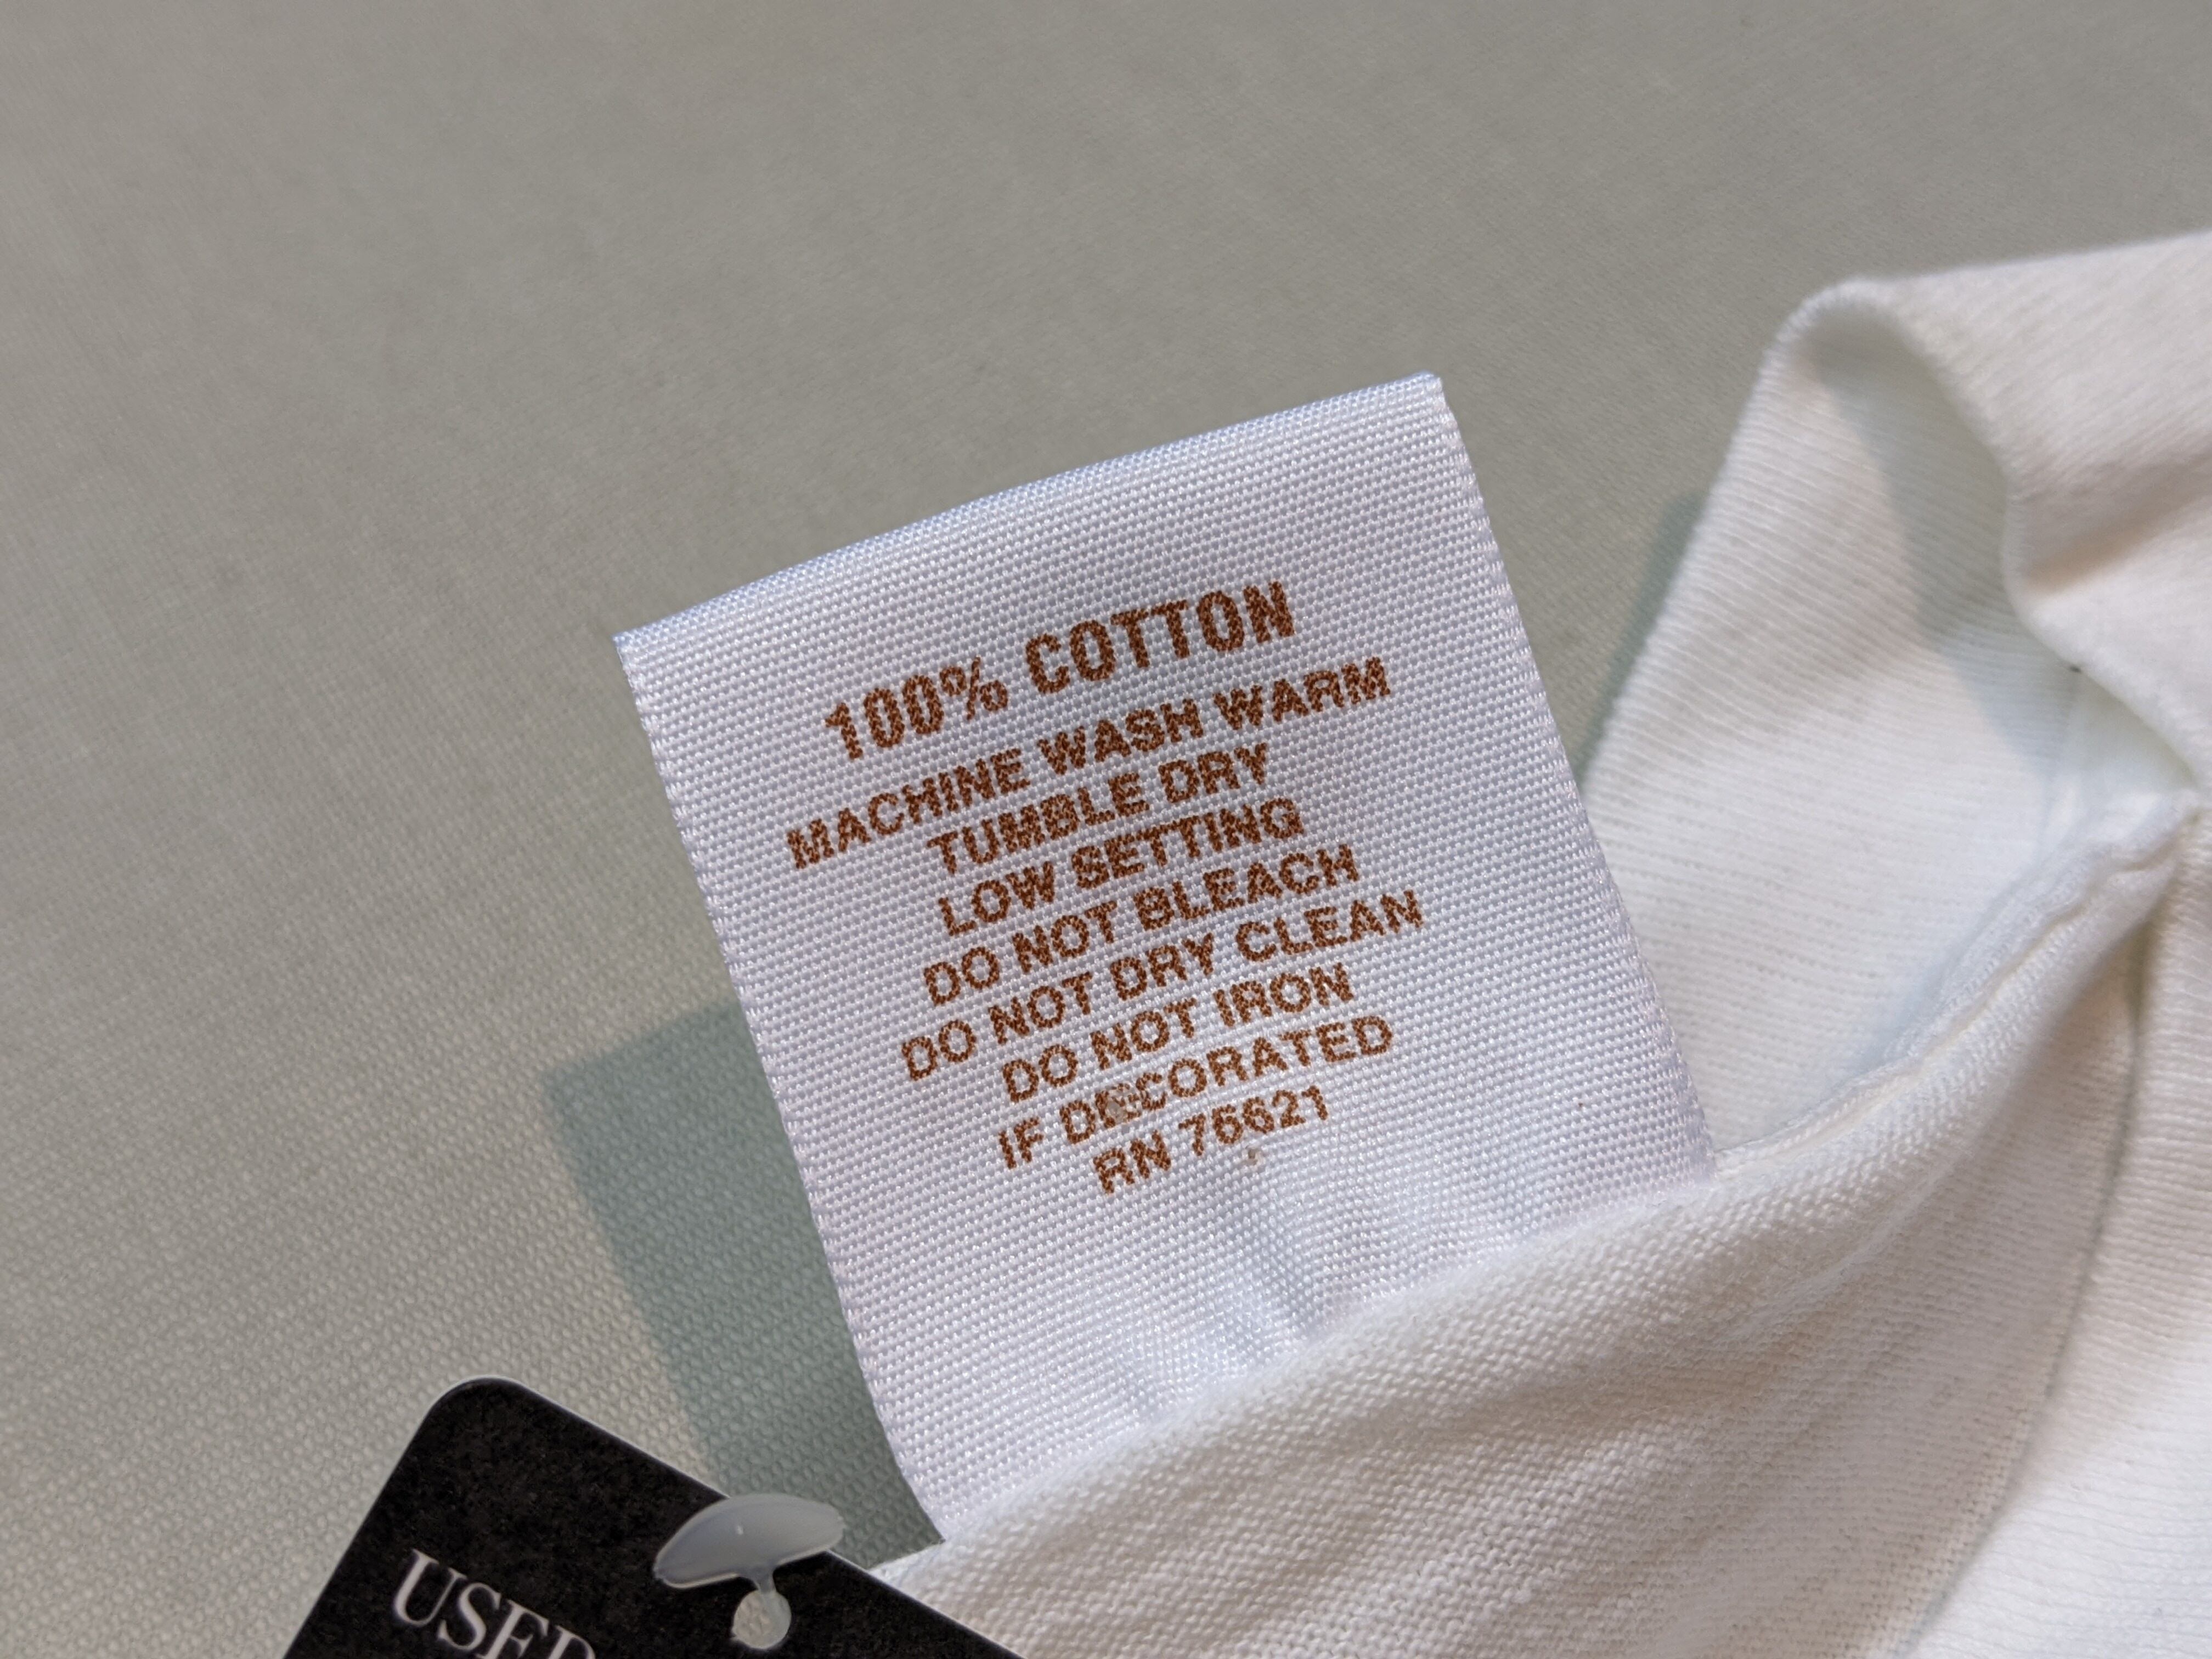 100% COTTON
MACHINE WASH WARM
TUMBLE DRY
LOW SETTING
DO NOT BLEACH
DO NOT DRY CLEAN
DO NOT IRON
IF DECORATED
RN 76621
USED